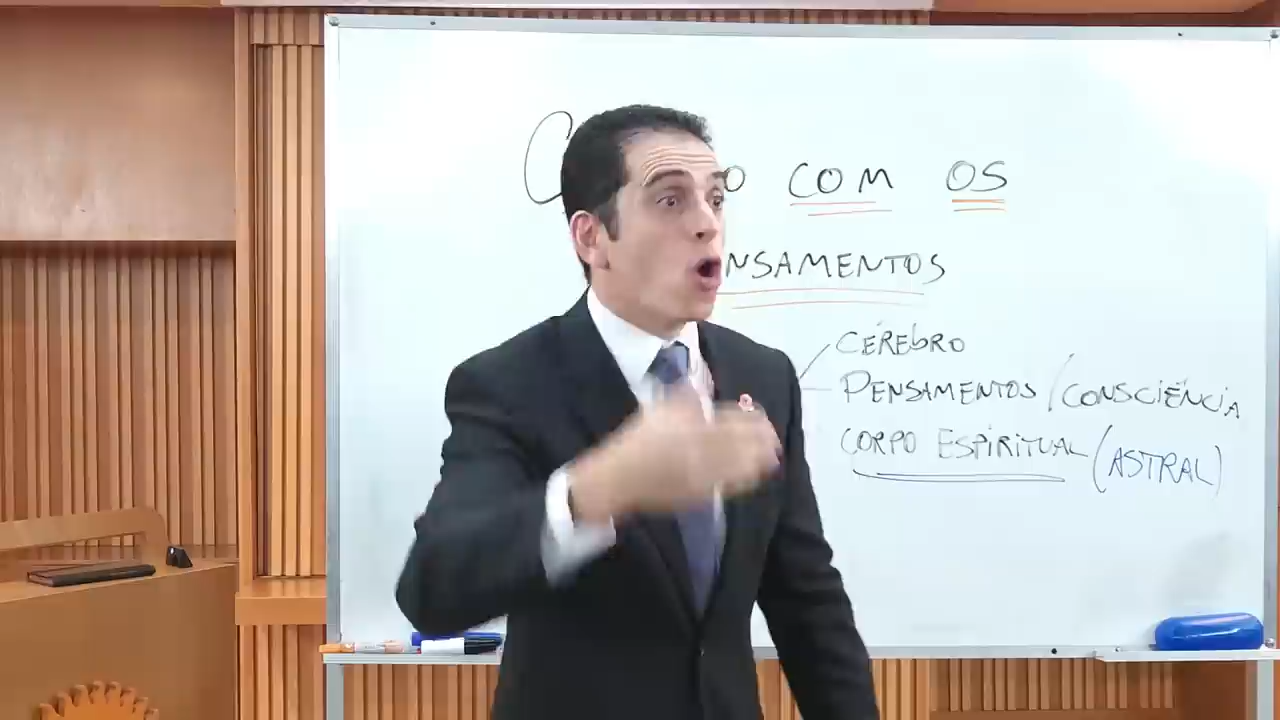 COM OS
CÉREBRO
PENSAMENTOS / CONSCIÊNCIA
CORPO ESPIRITUAL (ASTRAL)